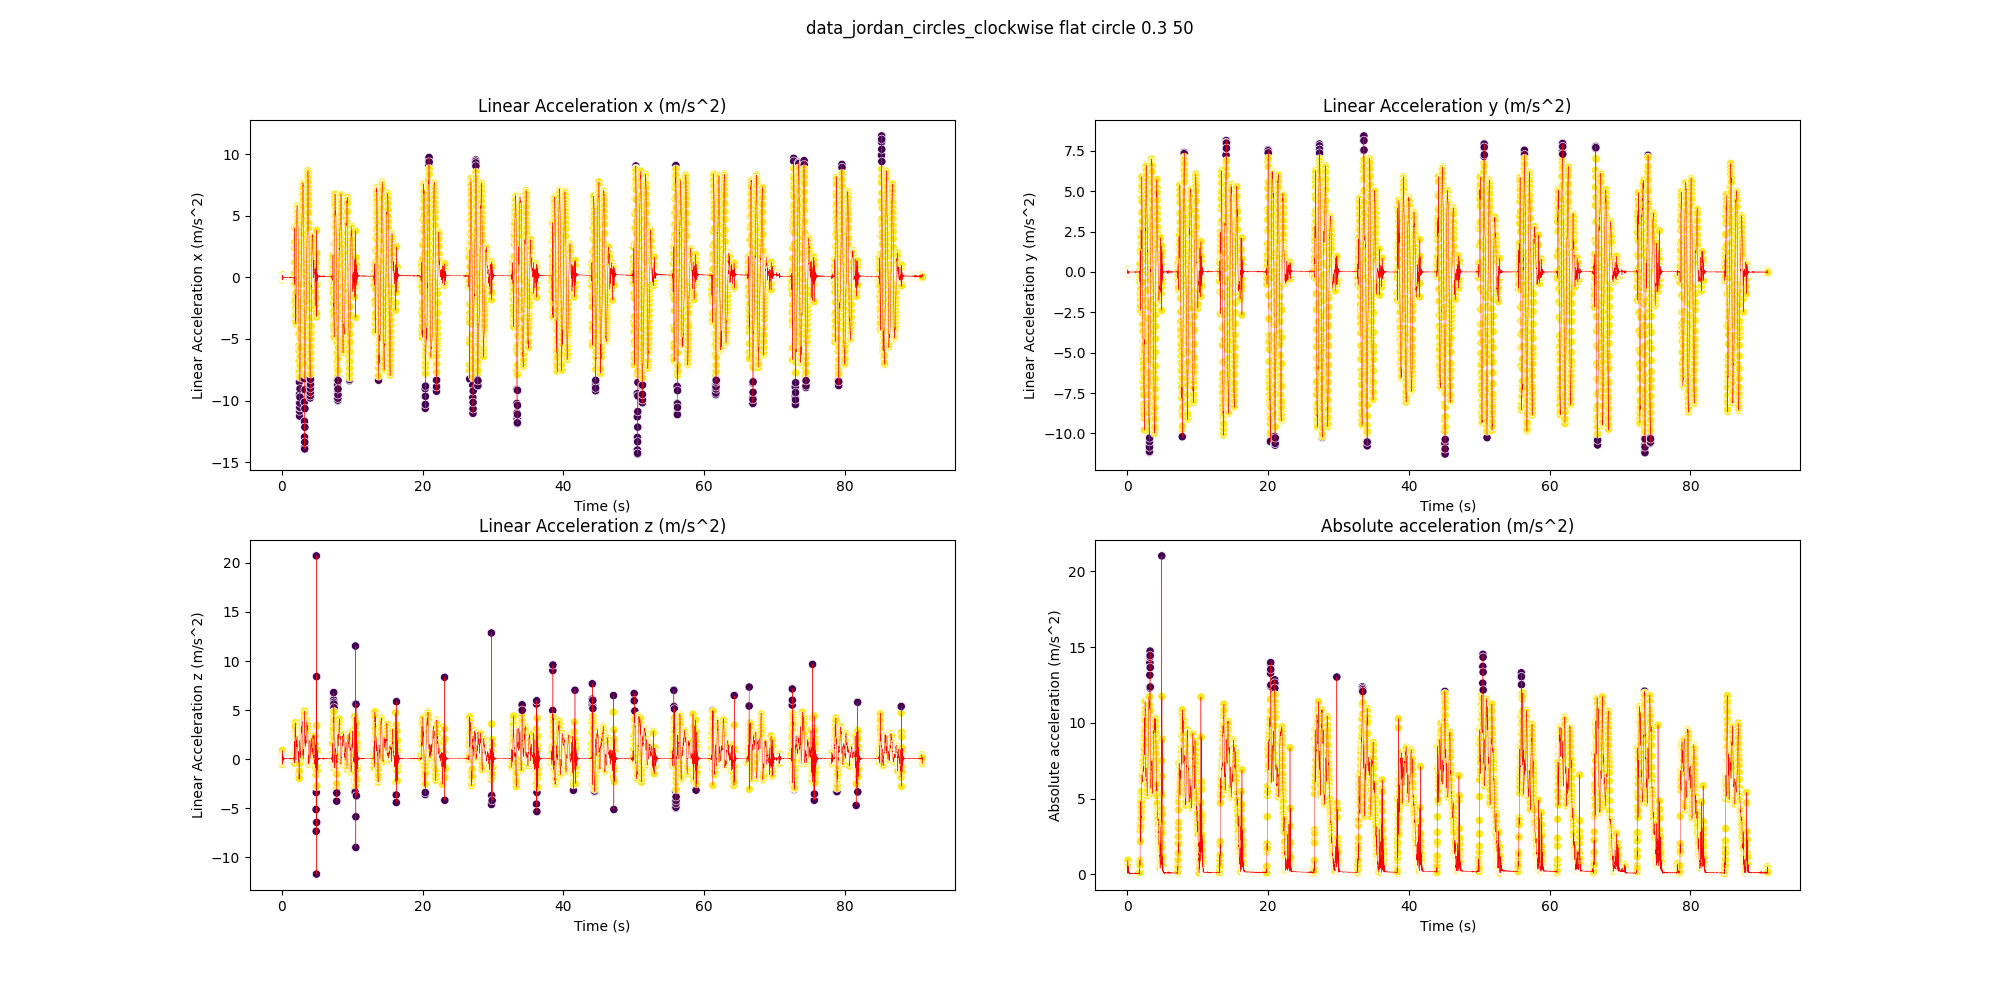 data_jordan_circles_clockwise flat circle 0.3 50
Linear Acceleration x (m/s^2)
Linear Acceleration x (m/s^2)
10
5
0
−5
−10
−15
0 20 40 60 80
Time (s)
Linear Acceleration y (m/s^2)
Linear Acceleration y (m/s^2)
7.5
5.0
2.5
0.0
−2.5
−5.0
−7.5
−10.0
0 20 40 60 80
Time (s)
Linear Acceleration z (m/s^2)
Linear Acceleration z (m/s^2)
20
15
10
5
0
−5
−10
0 20 40 60 80
Time (s)
Absolute acceleration (m/s^2)
Absolute acceleration (m/s^2)
20
15
10
5
0
0 20 40 60 80
Time (s)